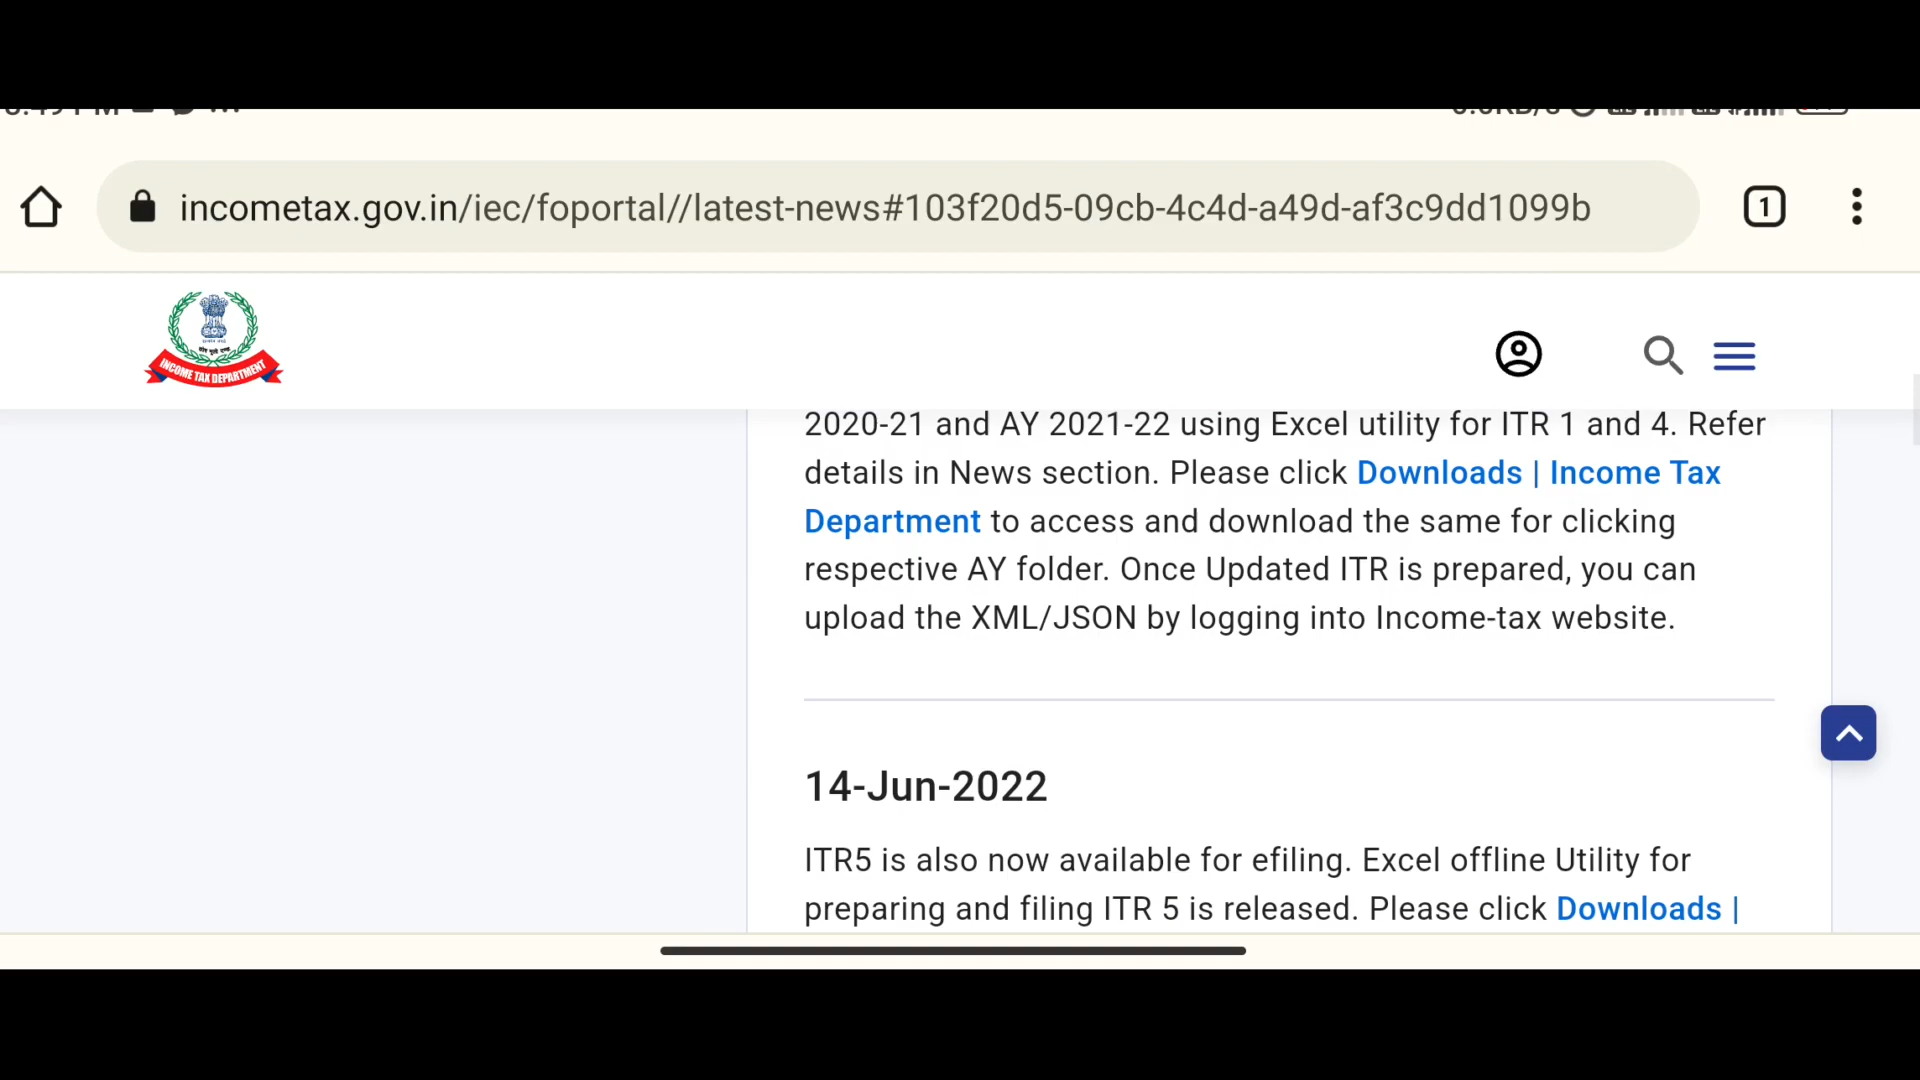 incometax.gov.in/iec/foportal//latest-news#103f20d5-09cb-4c4d-a49d-af3c9dd1099b
1
INCOME TAX DEPARTMENT
2020-21 and AY 2021-22 using Excel utility for ITR 1 and 4. Refer
details in News section. Please click Downloads | Income Tax
Department to access and download the same for clicking
respective AY folder. Once Updated ITR is prepared, you can
upload the XML/JSON by logging into Income-tax website.
14-Jun-2022
ITR5 is also now available for efiling. Excel offline Utility for
preparing and filing ITR 5 is released. Please click Downloads |